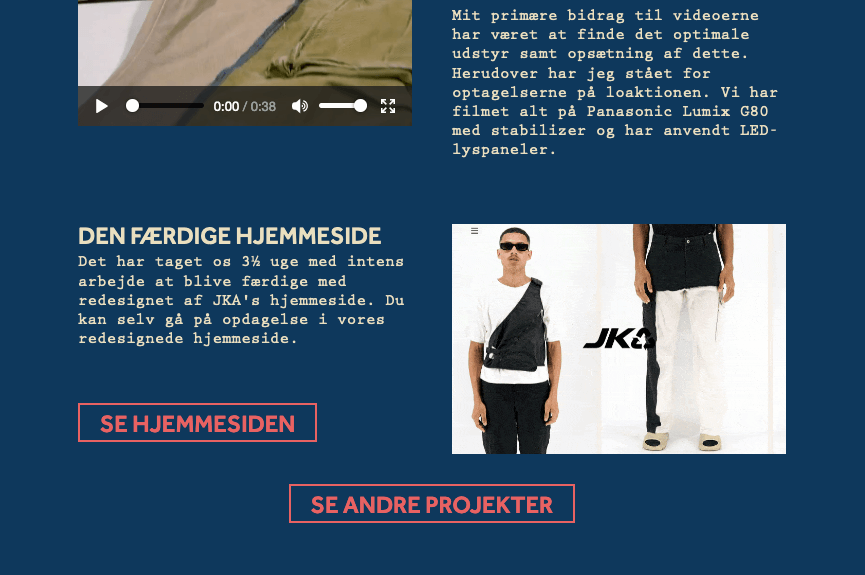 Mit primære bidrag til videoerne
har været at finde det optimale
udstyr samt opsætning af dette.
Herudover har jeg stået for
optagelserne på loaktionen. Vi har
filmet alt på Panasonic Lumix G80
med stabilizer og har anvendt LED-
lyspaneler.
0:00 / 0:38
DEN FÆRDIGE HJEMMESIDE
Det har taget os 3½ uge med intens
arbejde at blive færdige med
redesignet af JKA's hjemmeside. Du
kan selv gå på opdagelse i vores
redesignede hjemmeside.
JKA
SE HJEMMESIDEN
SE ANDRE PROJEKTER